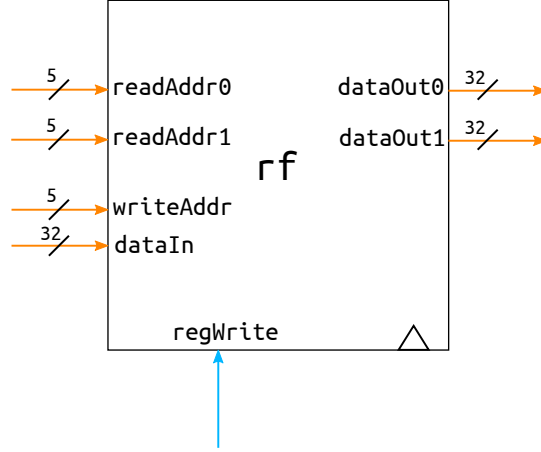 5
readAddr0
dataOut0
32
5
readAddr1
dataOut1
32
rf
5
writeAddr
32
dataIn
regWrite